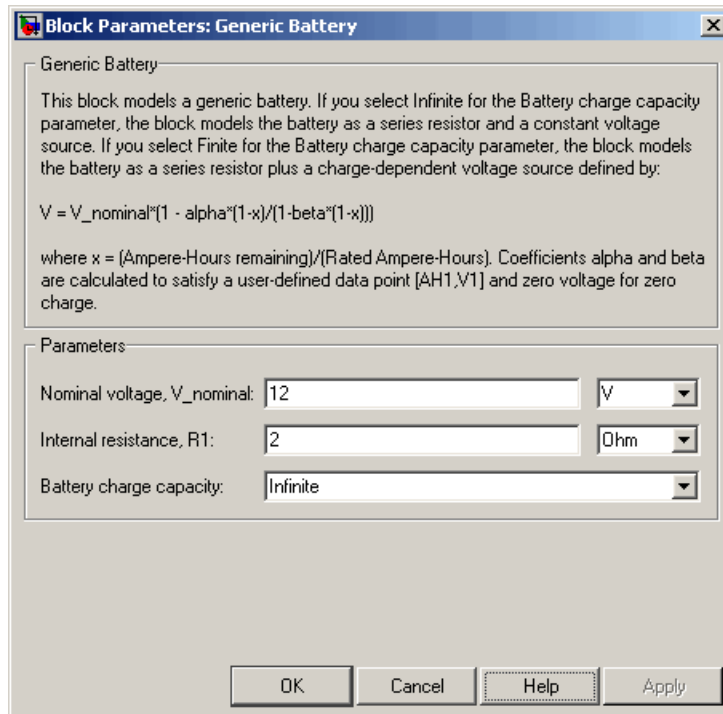 Block Parameters: Generic Battery
Generic Battery
This block models a generic battery. If you select Infinite for the Battery charge capacity
parameter, the block models the battery as a series resistor and a constant voltage
source. If you select Finite for the Battery charge capacity parameter, the block models
the battery as a series resistor plus a charge-dependent voltage source defined by:
V = V_nominal*(1 - alpha*(1-x)/(1-beta*(1-x)))
where x = (Ampere-Hours remaining)/(Rated Ampere-Hours). Coefficients alpha and beta
are calculated to satisfy a user-defined data point [AH1,V1] and zero voltage for zero
charge.
Parameters
Nominal voltage, V_nominal: 12 V
Internal resistance, R1: 2 Ohm
Battery charge capacity: Infinite
OK Cancel Help Apply